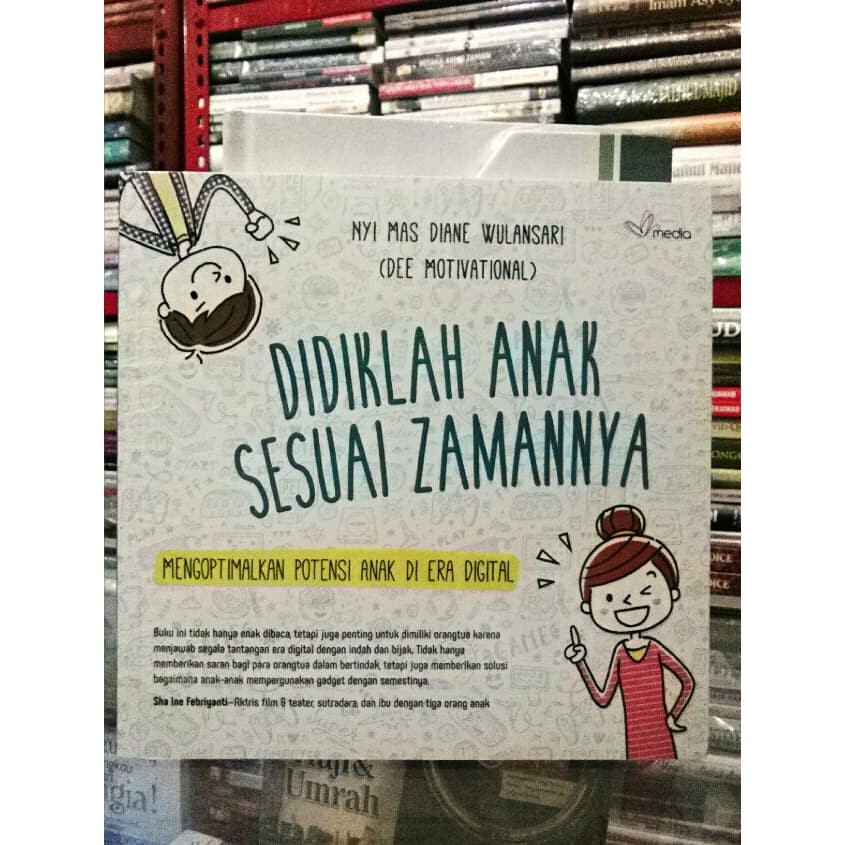 NYI MAS DIANE WULANSARI
(DEE MOTIVATIONAL)
media
DIDIKLAH ANAK
SESUAI ZAMANNYA
MENGOPTIMALKAN POTENSI ANAK DI ERA DIGITAL
Buku ini tidak hanya enak dibaca, tetapi juga penting untuk dimiliki orangtua karena
menjawab segala tantangan era digital dengan indah dan bijak. Tidak hanya
memberikan saran bagi para orangtua dalam bertindak, tetapi juga memberikan solusi
bagaimana anak-anak mempergunakan gadget dengan semestinya.
Sha Ine Febriyanti—Aktris film & teater, sutradara, dan ibu dengan tiga orang anak
Haji &
Umrah